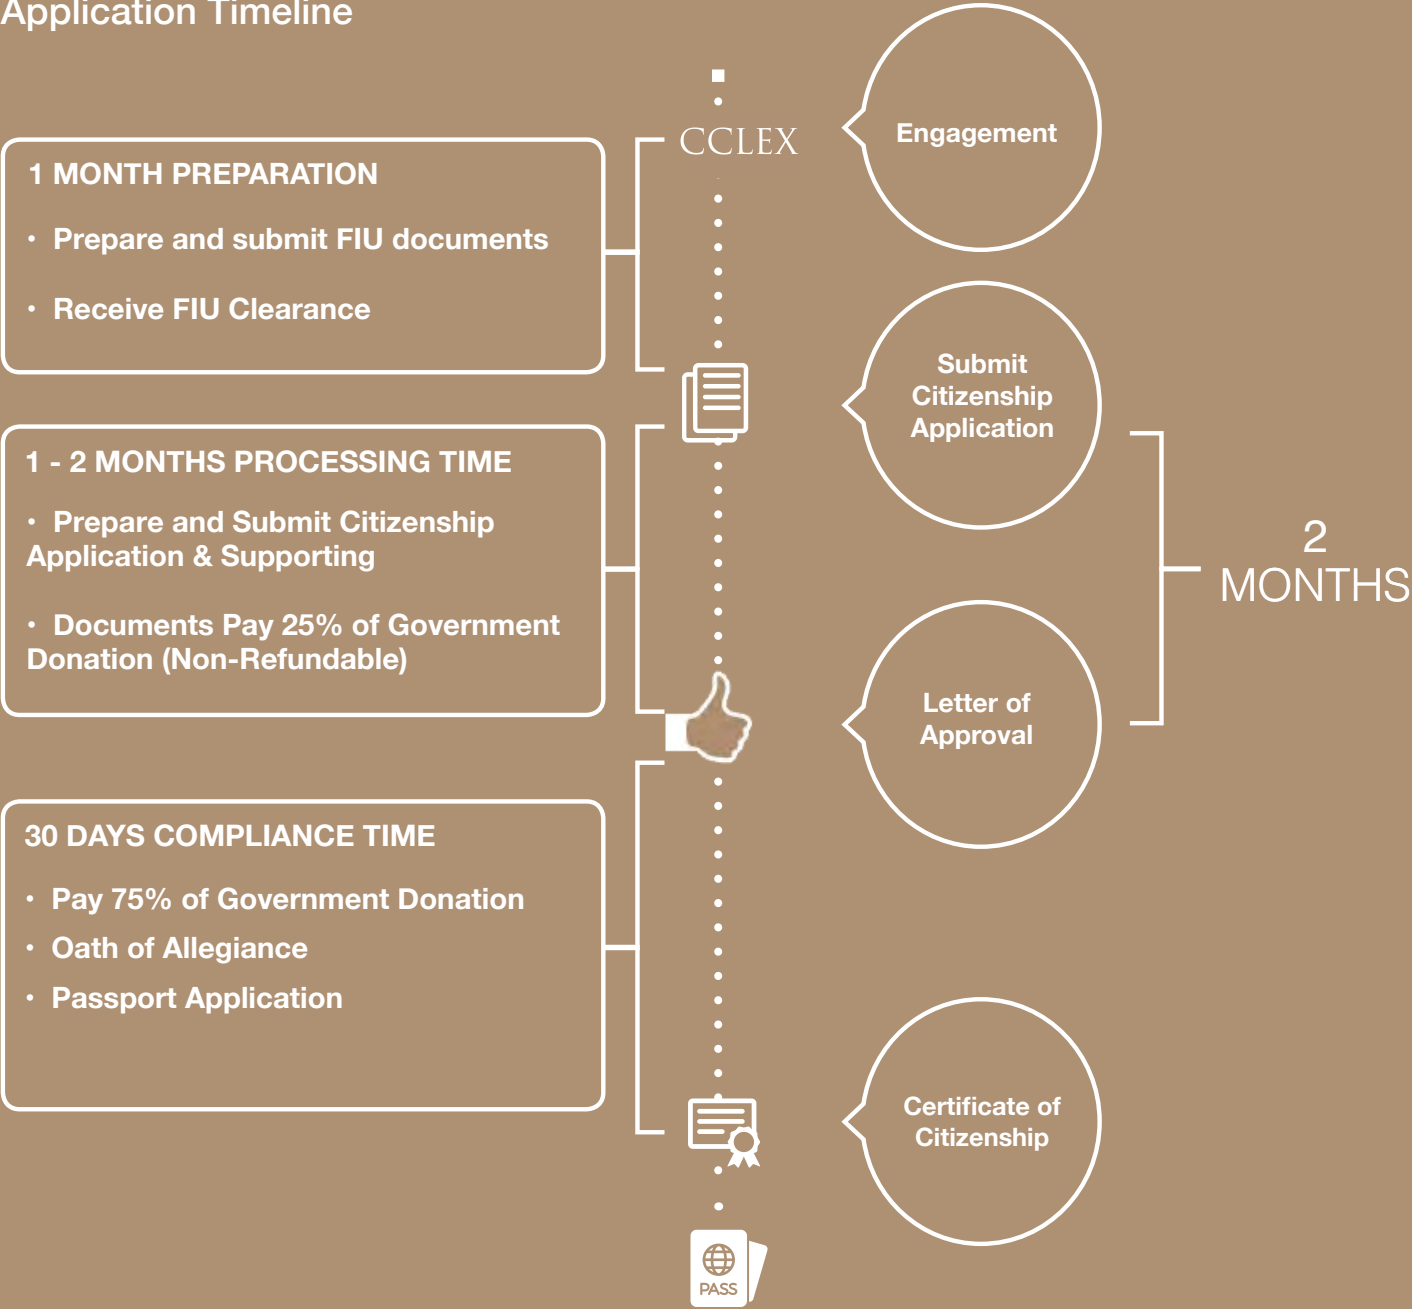 Application Timeline
CCLEX
Engagement
1 MONTH PREPARATION
• Prepare and submit FIU documents
• Receive FIU Clearance
Submit
Citizenship
Application
1 - 2 MONTHS PROCESSING TIME
• Prepare and Submit Citizenship
Application & Supporting
• Documents Pay 25% of Government
Donation (Non-Refundable)
2
MONTHS
Letter of
Approval
30 DAYS COMPLIANCE TIME
• Pay 75% of Government Donation
• Oath of Allegiance
• Passport Application
Certificate of
Citizenship
PASS